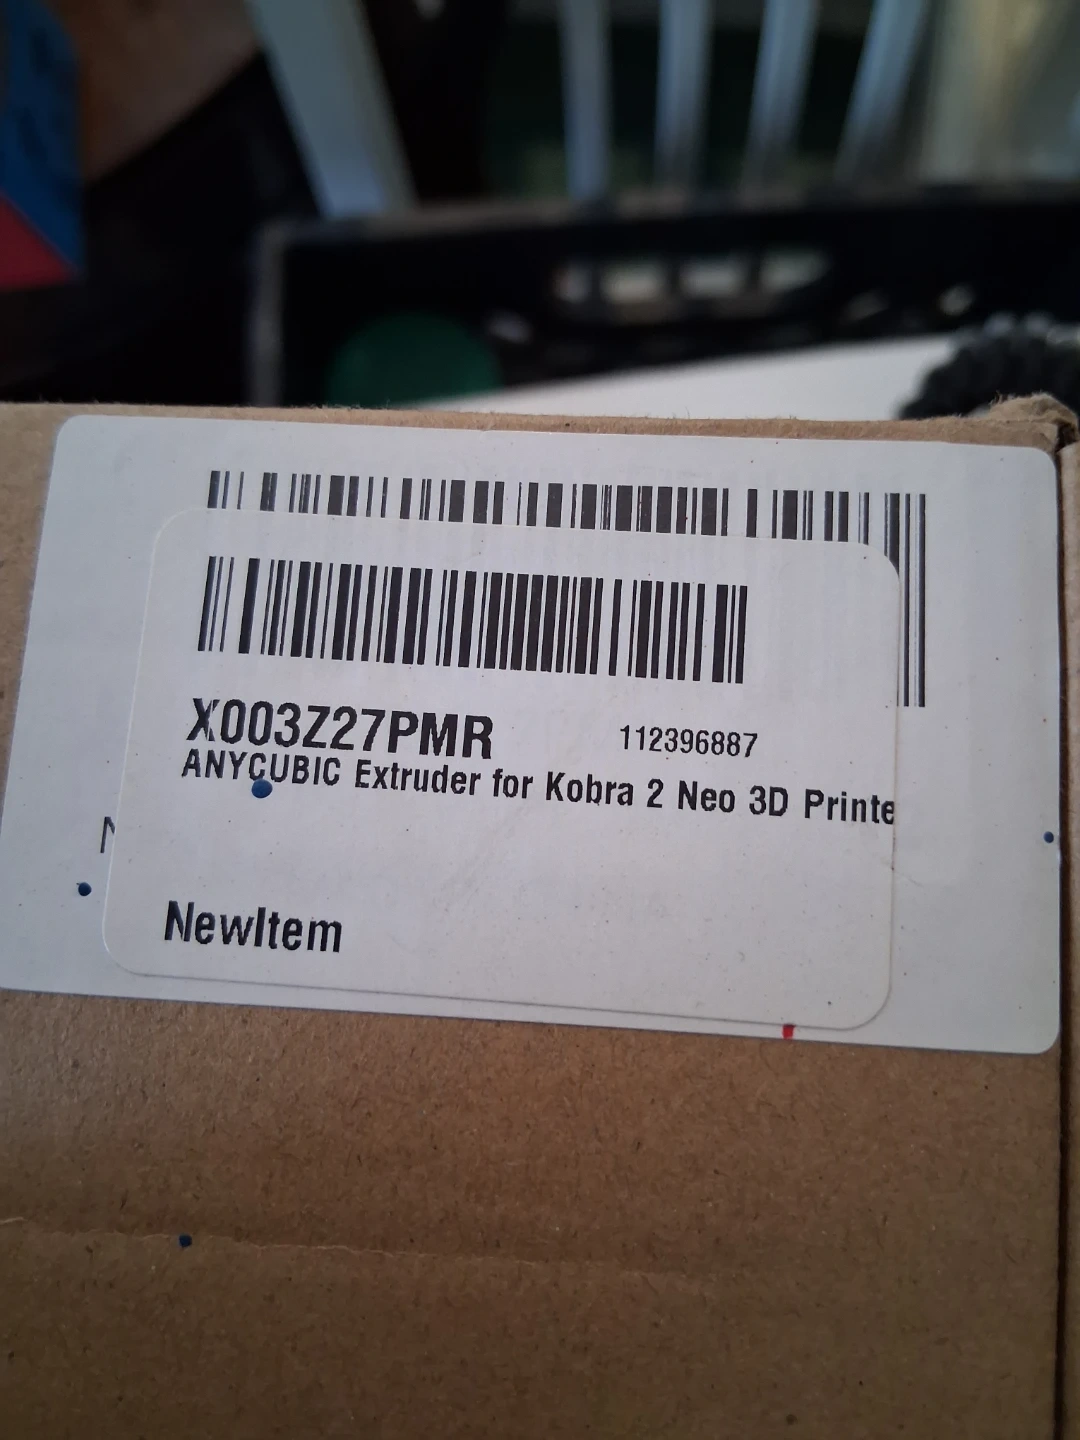 X003Z27PMR 112396887
ANYCUBIC Extruder for Kobra 2 Neo 3D Printe
NewItem